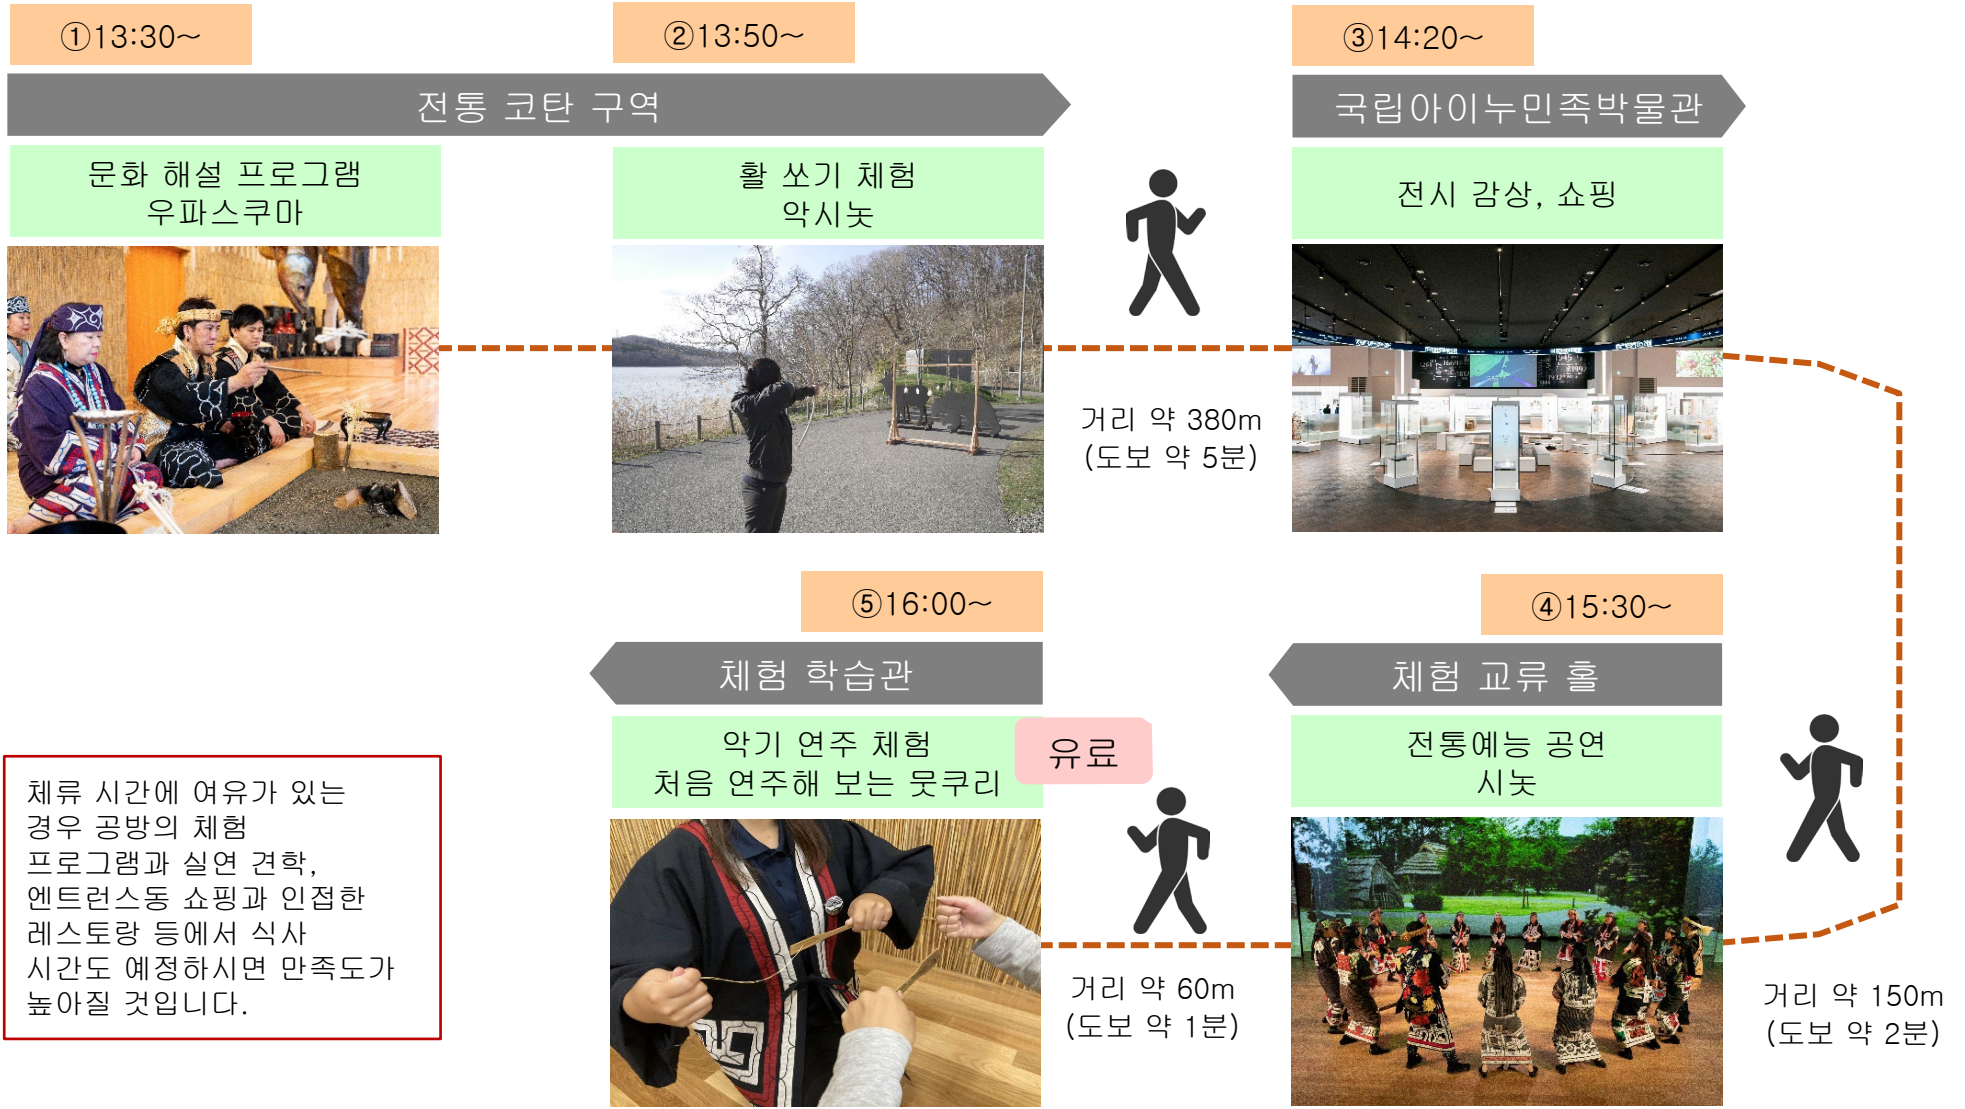 ①13:30～
②13:50～
③14:20～
전통 코탄 구역
국립아이누민족박물관
문화 해설 프로그램
우파스쿠마
활 쏘기 체험
악시놋
전시 감상, 쇼핑
거리 약 380m
(도보 약 5분)
④15:30～
체험 교류 홀
전통예능 공연
시놋
거리 약 150m
(도보 약 2분)
⑤16:00～
체험 학습관
악기 연주 체험
처음 연주해 보는 뭇쿠리
유료
거리 약 60m
(도보 약 1분)
체류 시간에 여유가 있는
경우 공방의 체험
프로그램과 실연 견학,
엔트런스동 쇼핑과 인접한
레스토랑 등에서 식사
시간도 예정하시면 만족도가
높아질 것입니다.